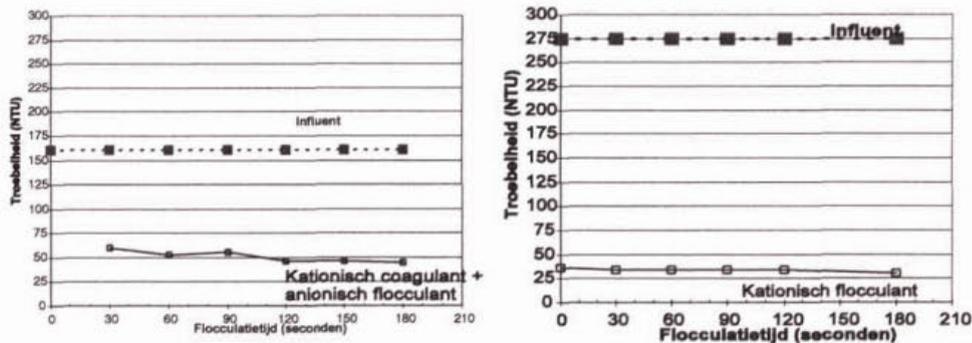 300
275
250
225
200
175
150
125
100
75
50
25
0
Troebelheid (NTU)
Influent
Kationisch coagulant +
anionisch flocculant
0 30 60 90 120 150 180 210
Flocculatietijd (seconden)
300
275
250
225
200
175
150
125
100
75
50
25
0
Troebelheid (NTU)
Influent
Kationisch flocculant
0 30 60 90 120 150 180 210
Flocculatietijd (seconden)